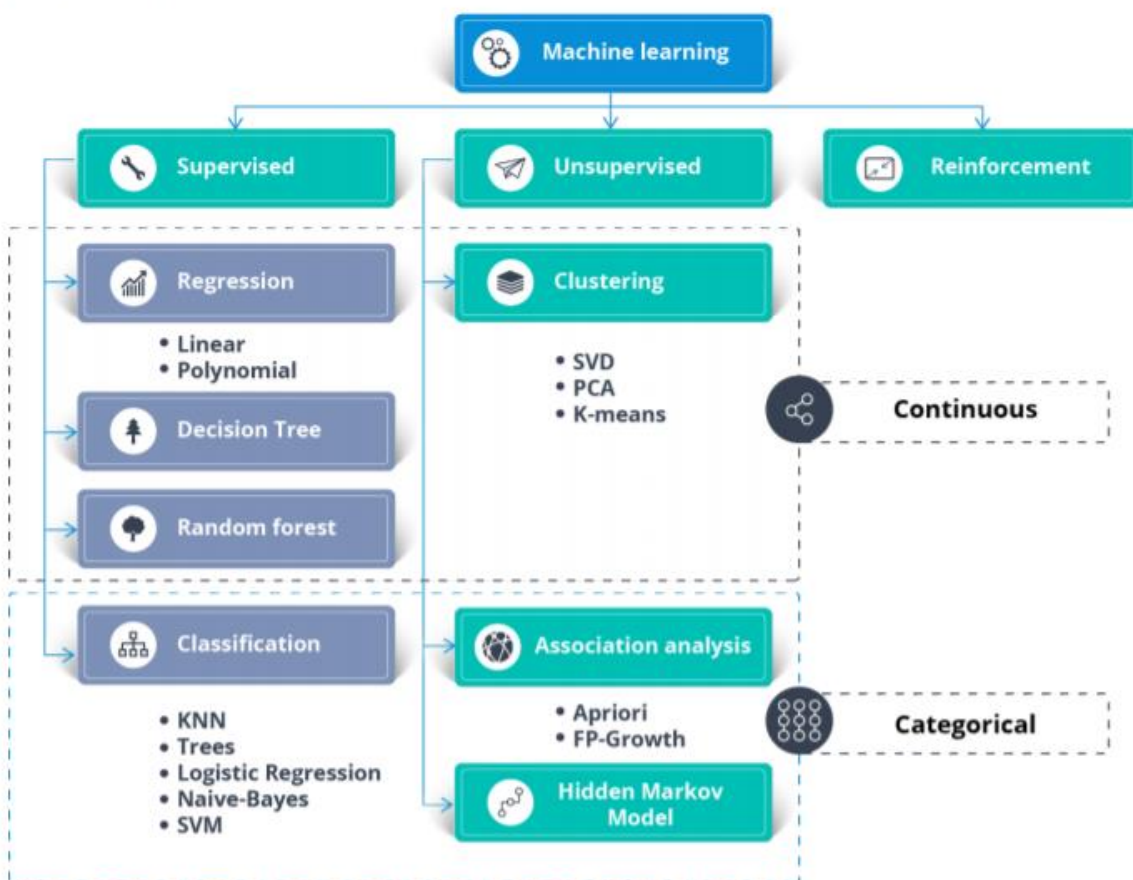 Machine learning
Supervised
Unsupervised
Reinforcement
Regression
• Linear
• Polynomial
Decision Tree
Random forest
Clustering
• SVD
• PCA
• K-means
Continuous
Classification
• KNN
• Trees
• Logistic Regression
• Naive-Bayes
• SVM
Association analysis
• Apriori
• FP-Growth
Hidden Markov
Model
Categorical